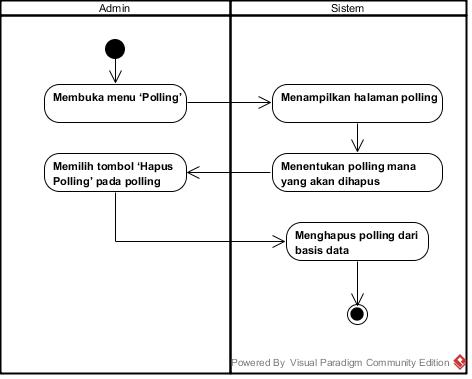 Admin
Sistem
Membuka menu ‘Polling’
Menampilkan halaman polling
Memilih tombol ‘Hapus
Polling’ pada polling
Menentukan polling mana
yang akan dihapus
Menghapus polling dari
basis data
Powered By Visual Paradigm Community Edition